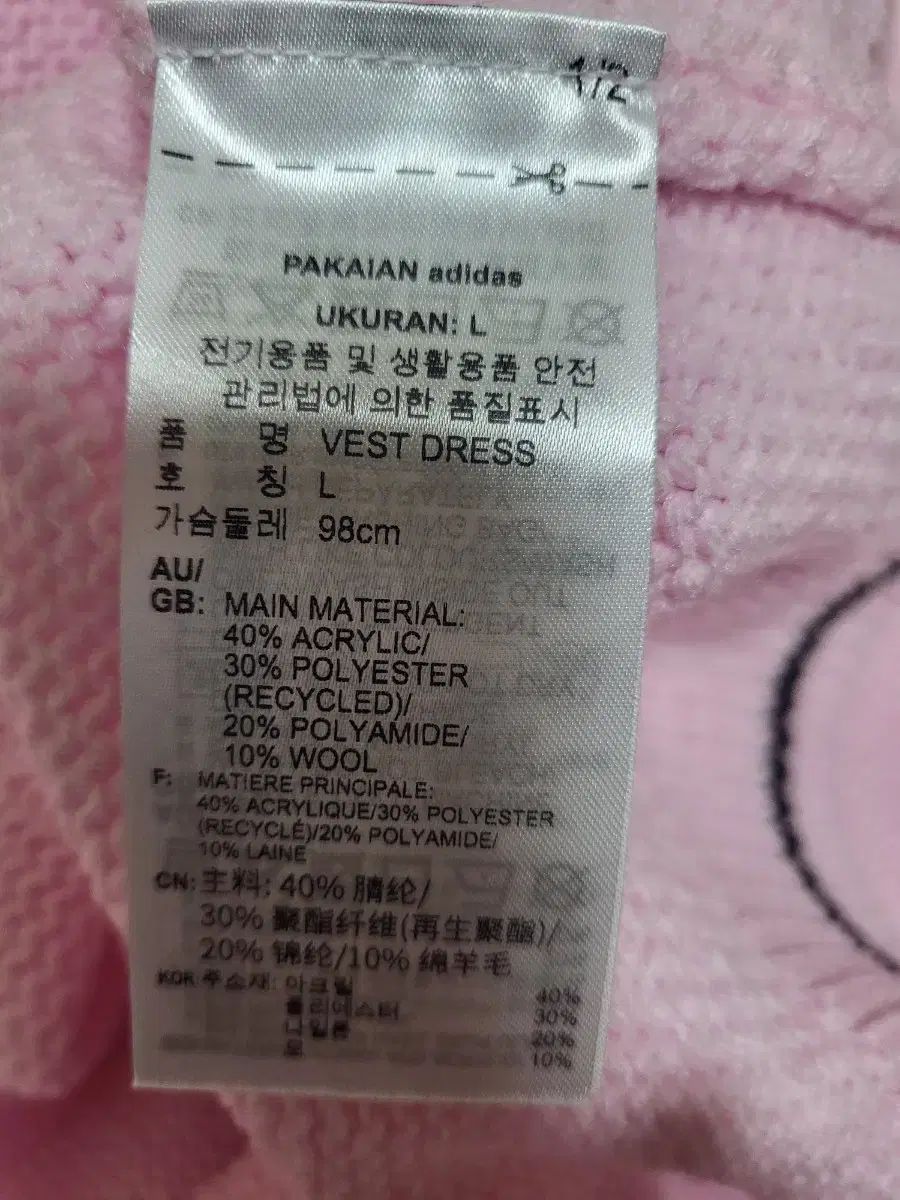 1/2
PAKAIAN adidas
UKURAN: L
전기용품 및 생활용품 안전
관리법에 의한 품질표시
품 명 VEST DRESS
호 칭 L
가슴둘레 98cm
AU/
GB: MAIN MATERIAL:
40% ACRYLIC/
30% POLYESTER
(RECYCLED)/
20% POLYAMIDE/
10% WOOL
F: MATIERE PRINCIPALE:
40% ACRYLIQUE/30% POLYESTER
(RECYCLÉ)/20% POLYAMIDE/
10% LAINE
CN: 主料: 40% 腈纶/
30% 聚酯纤维(再生聚酯)/
20% 锦纶/10% 绵羊毛
KOR 주소재: 아크릴 40%
폴리에스터 30%
나일론 20%
모 10%